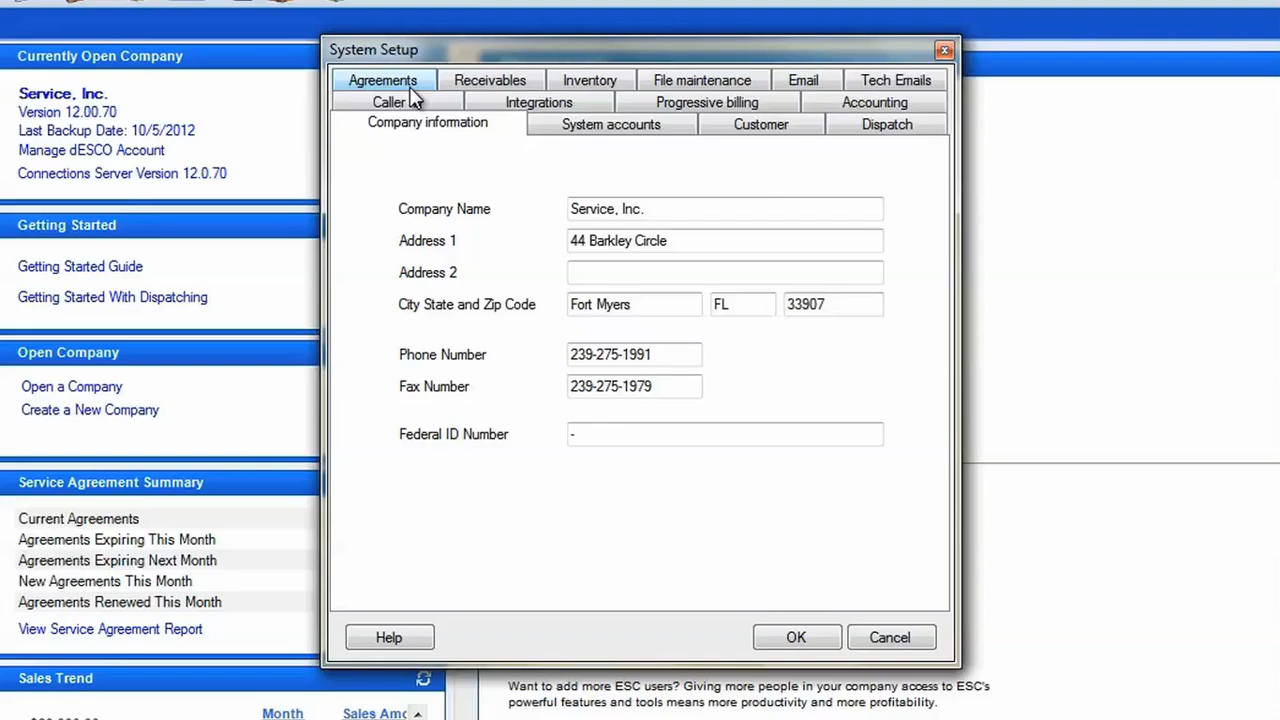 Currently Open Company
Service, Inc.
Version 12.00.70
Last Backup Date: 10/5/2012
Manage dESCO Account
Connections Server Version 12.0.70
Getting Started
Getting Started Guide
Getting Started With Dispatching
Open Company
Open a Company
Create a New Company
Service Agreement Summary
Current Agreements
Agreements Expiring This Month
Agreements Expiring Next Month
New Agreements This Month
Agreements Renewed This Month
View Service Agreement Report
Sales Trend
Month Sales Amo
System Setup
Agreements Receivables Inventory File maintenance Email Tech Emails
Caller Integrations Progressive billing Accounting
Company information System accounts Customer Dispatch
Company Name Service, Inc.
Address 1 44 Barkley Circle
Address 2
City State and Zip Code Fort Myers FL 33907
Phone Number 239-275-1991
Fax Number 239-275-1979
Federal ID Number -
Help OK Cancel
Want to add more ESC users? Giving more people in your company access to ESC's
powerful features and tools means more productivity and more profitability.